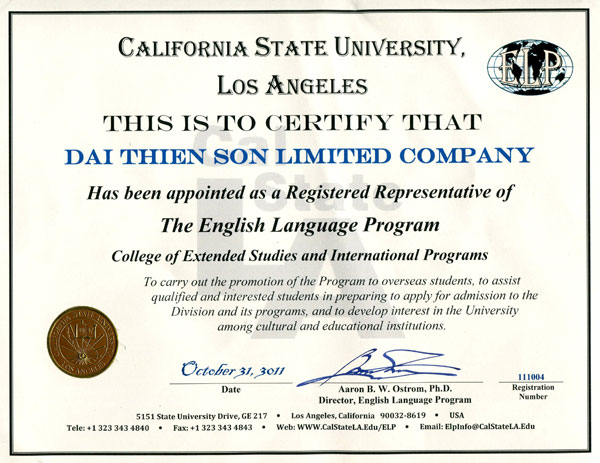 CALIFORNIA STATE UNIVERSITY,
LOS ANGELES
ELP
THIS IS TO CERTIFY THAT
DAI THIEN SON LIMITED COMPANY
Cal
State
LA
Has been appointed as a Registered Representative of
The English Language Program
College of Extended Studies and International Programs
To carry out the promotion of the Program to overseas students, to assist
qualified and interested students in preparing to apply for admission to the
Division and its programs, and to develop interest in the University
among cultural and educational institutions.
October 31, 3011
111004
Date
Aaron B. W. Ostrom, Ph.D.
Director, English Language Program
Registration
Number
5151 State University Drive, GE 217 • Los Angeles, California 90032-8619 • USA
Tele: +1 323 343 4840 • Fax: +1 323 343 4843 • Web: WWW.CalStateLA.Edu/ELP • Email: ElpInfo@CalStateLA.Edu